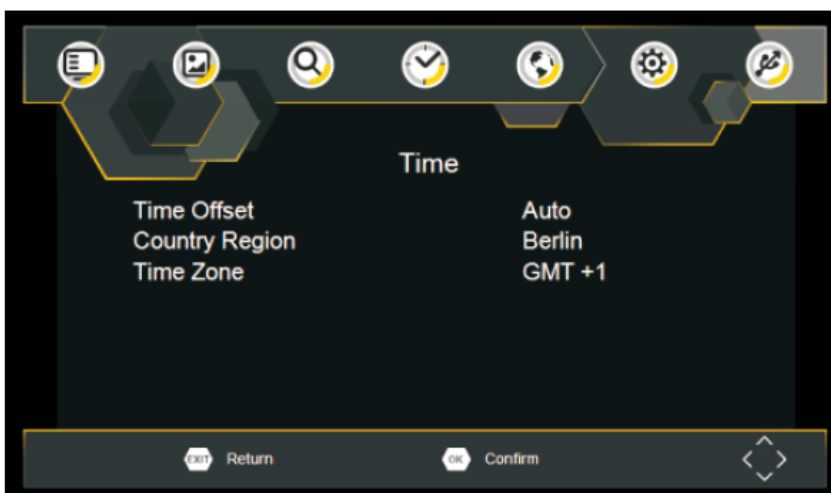 Time
Time Offset Auto
Country Region Berlin
Time Zone GMT +1
EXIT Return OK Confirm